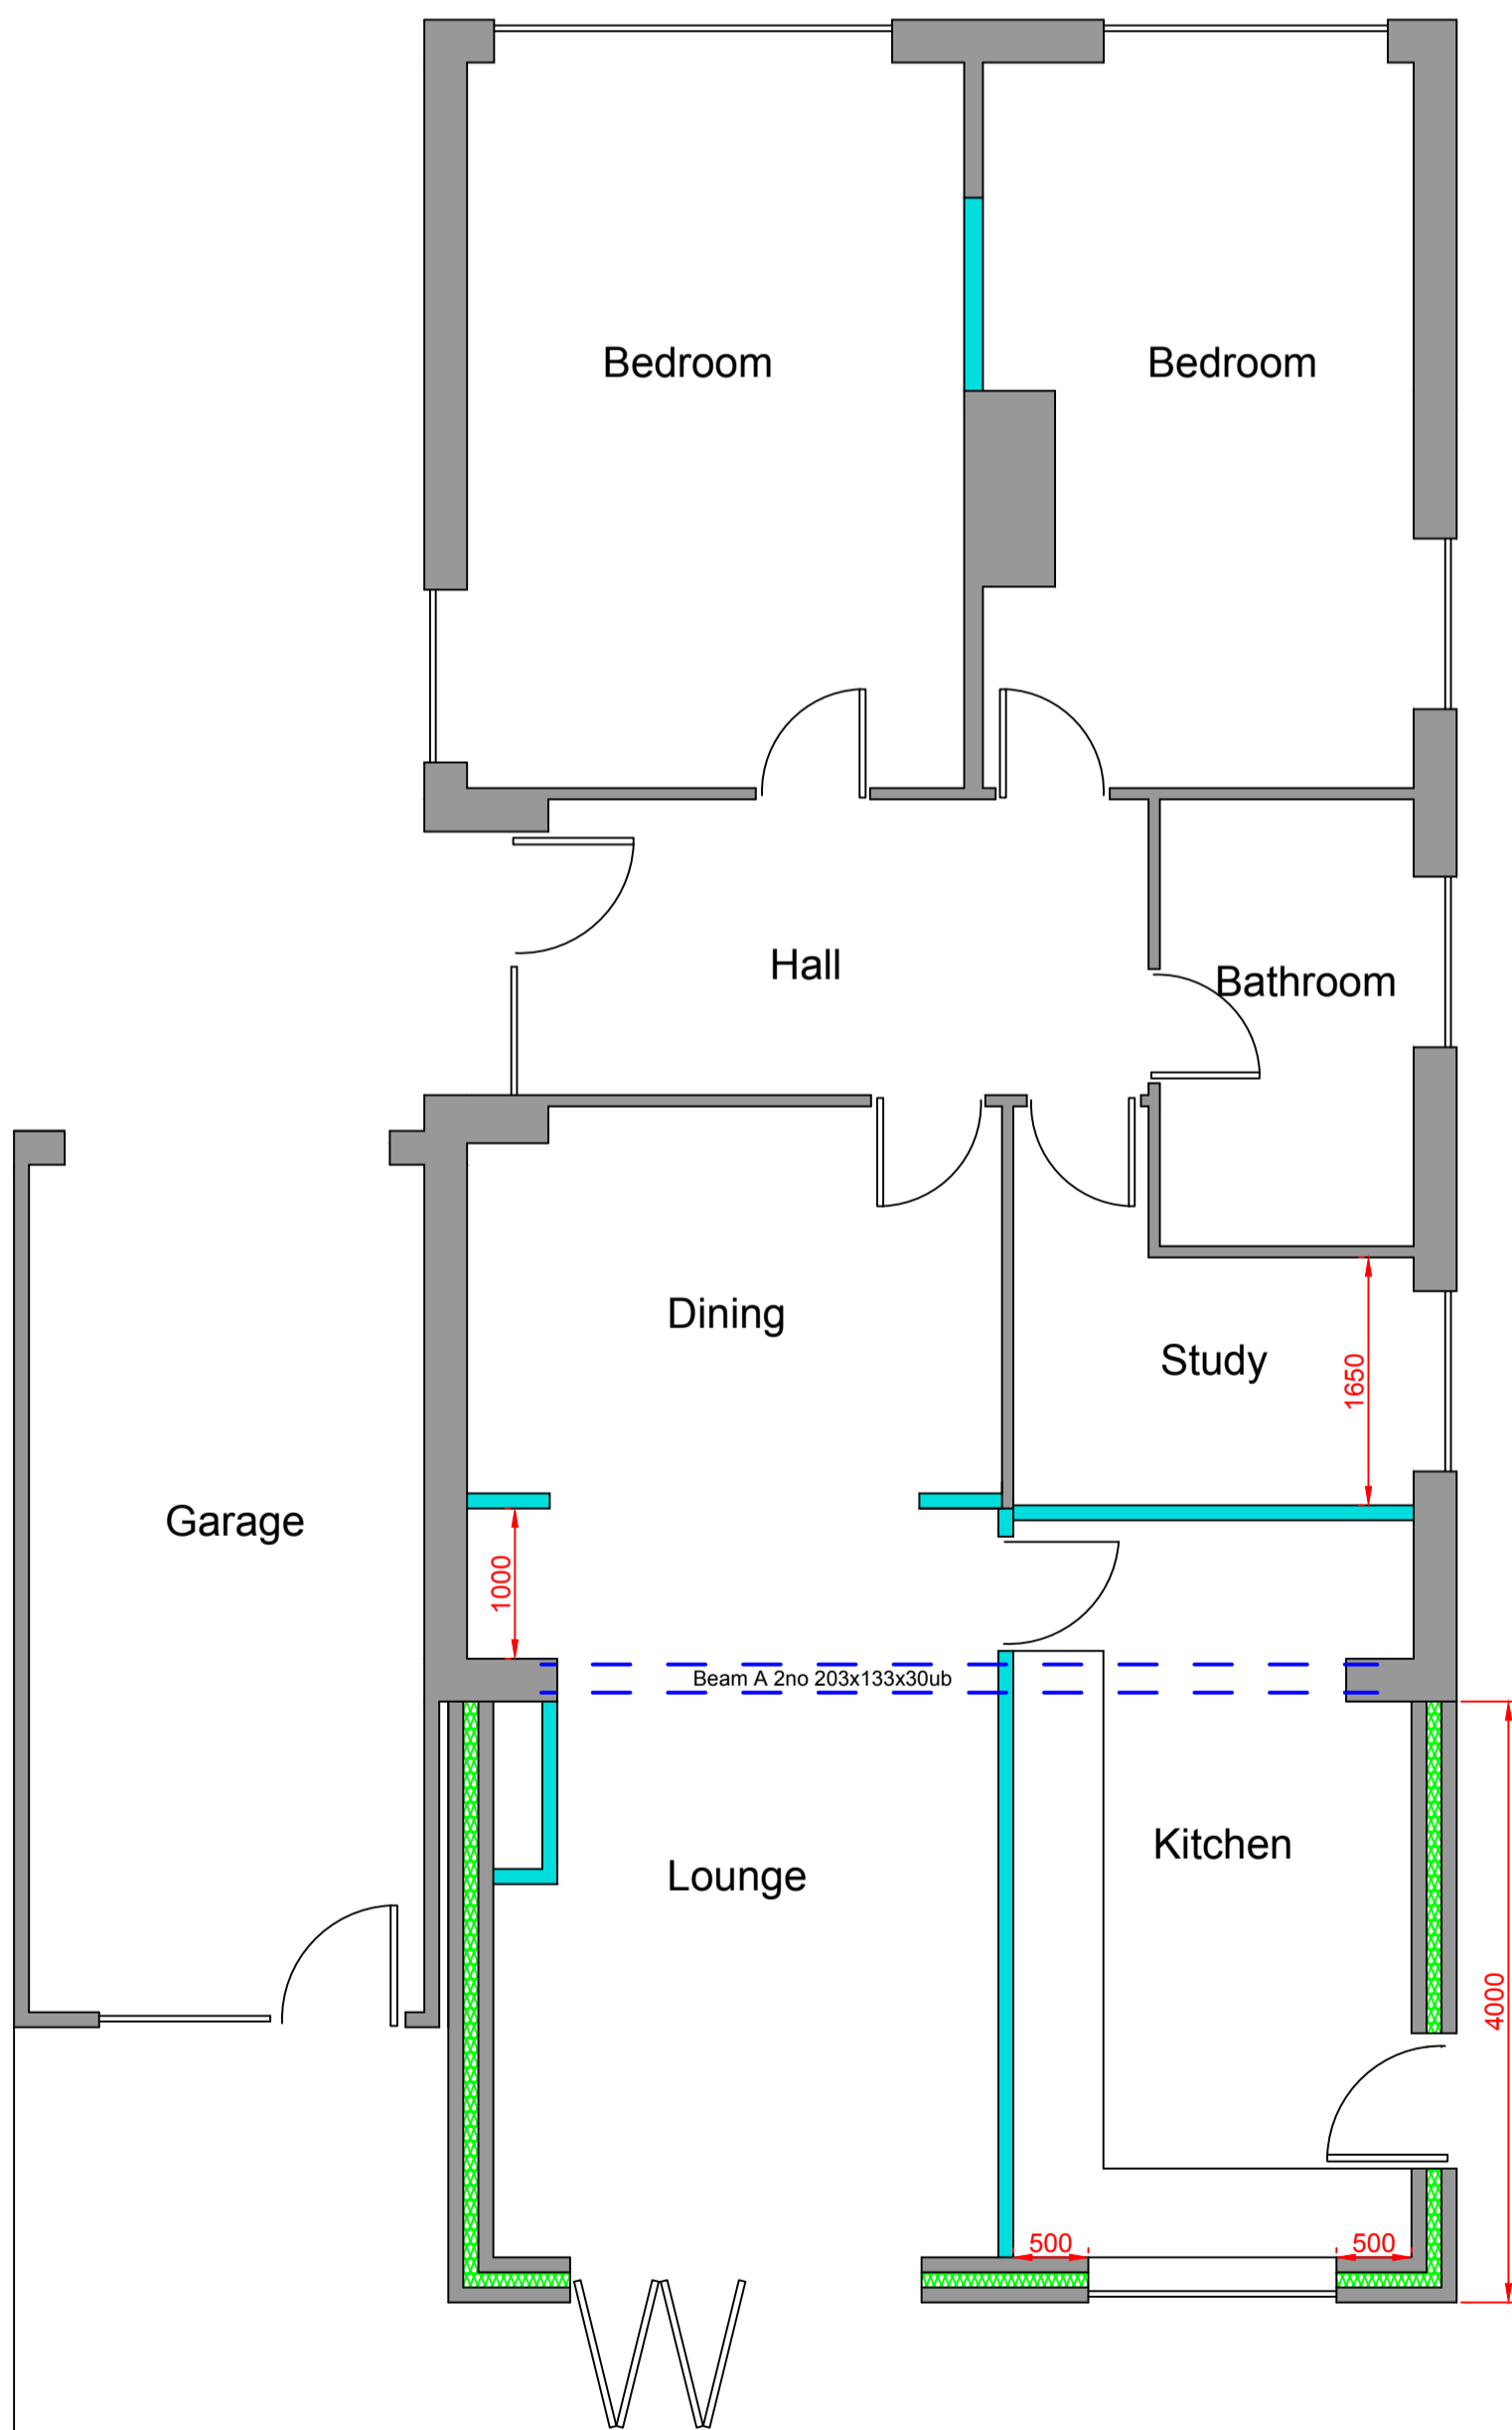 Bedroom
Bedroom
Hall
Bathroom
Dining
Study
1650
Garage
1000
Beam A 2no 203x133x30ub
Lounge
Kitchen
4000
500
500